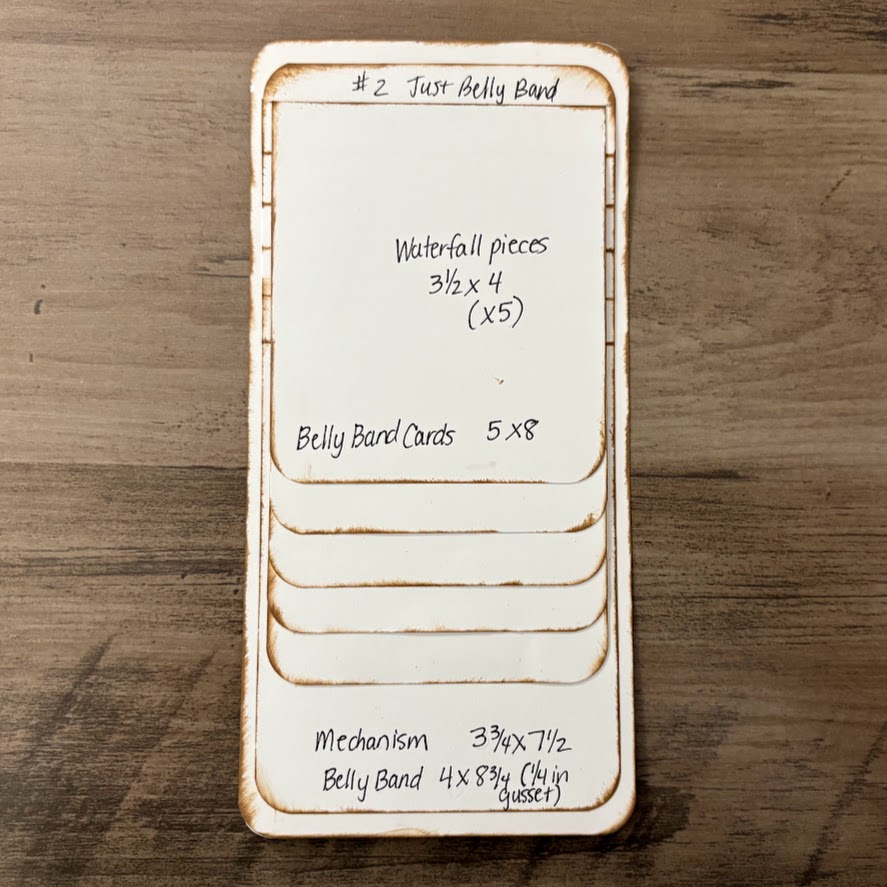 #2 Just Belly Band
Waterfall pieces
3½ x 4
(x5)
Belly Band Cards 5 x 8
Mechanism 3¾ x 7½
Belly Band 4 x 8¾ (¼ in
gusset)